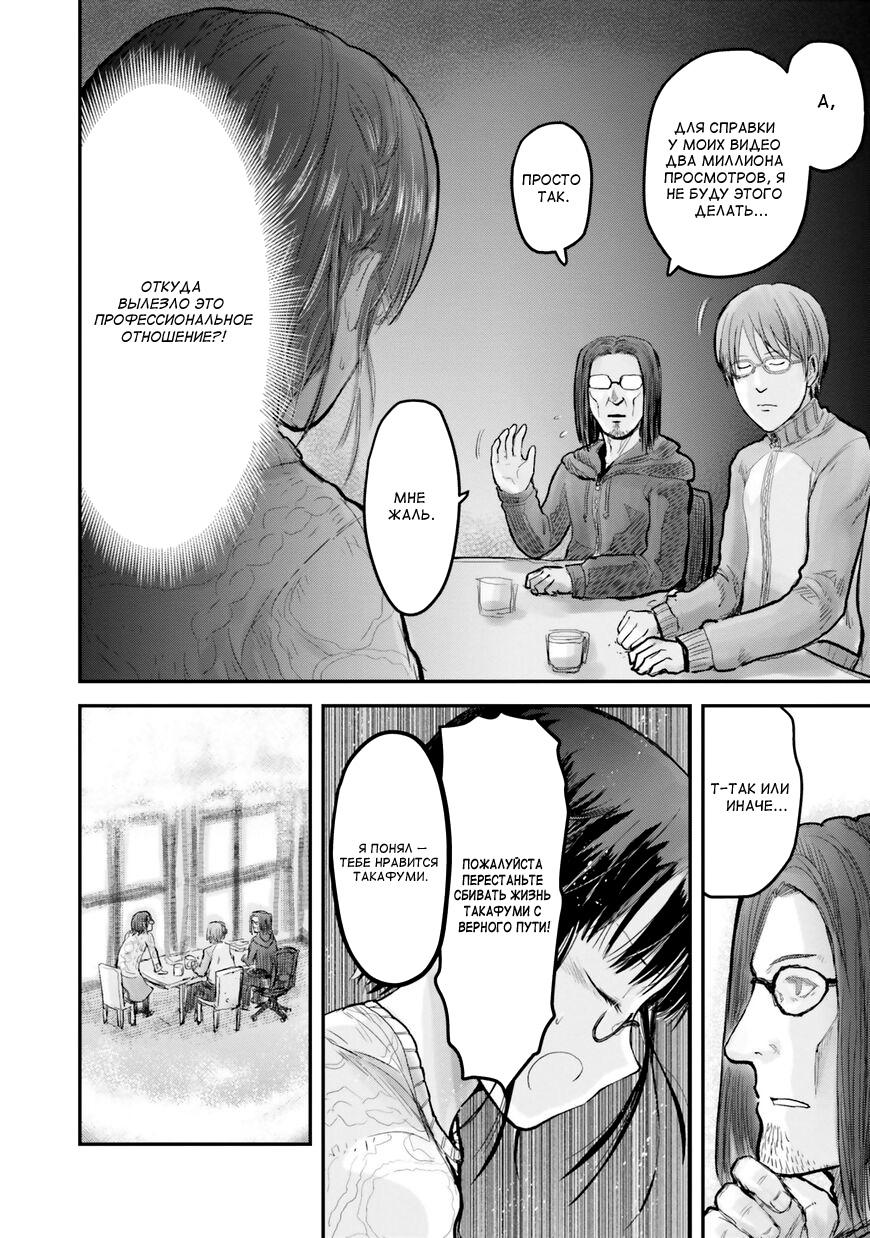 А,
ДЛЯ СПРАВКИ
У МОИХ ВИДЕО
ДВА МИЛЛИОНА
ПРОСМОТРОВ, Я
НЕ БУДУ ЭТОГО
ДЕЛАТЬ...
ПРОСТО
ТАК.
МНЕ
ЖАЛЬ.
ОТКУДА
ВЫЛЕЗЛО ЭТО
ПРОФЕССИОНАЛЬНОЕ
ОТНОШЕНИЕ?!
Т-ТАК ИЛИ
ИНАЧЕ...
ПОЖАЛУЙСТА
ПЕРЕСТАНЬТЕ
СБИВАТЬ ЖИЗНЬ
ТАКАФУМИ С
ВЕРНОГО ПУТИ!
Я ПОНЯЛ –
ТЕБЕ НРАВИТСЯ
ТАКАФУМИ.